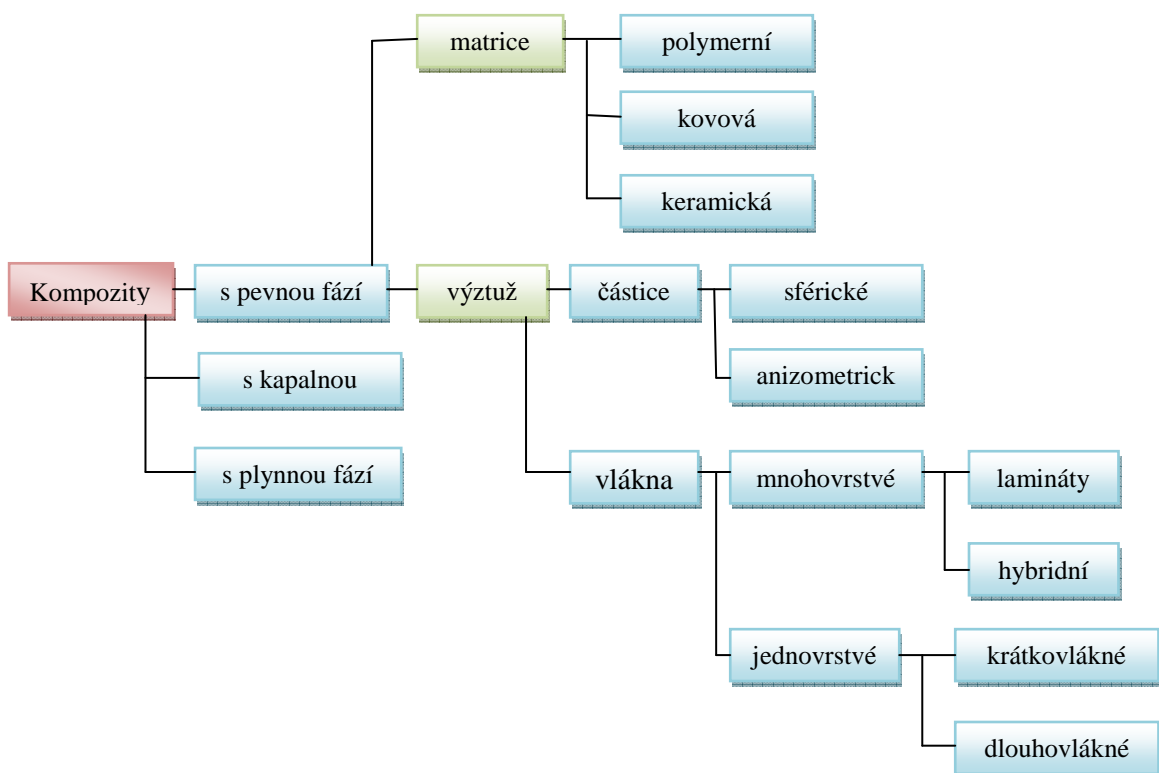 matrice
polymerní
kovová
keramická
Kompozity
s pevnou fází
výztuž
částice
sférické
s kapalnou
anizometrick
s plynnou fází
vlákna
mnohovrstvé
lamináty
hybridní
jednovrstvé
krátkovlákné
dlouhovlákné